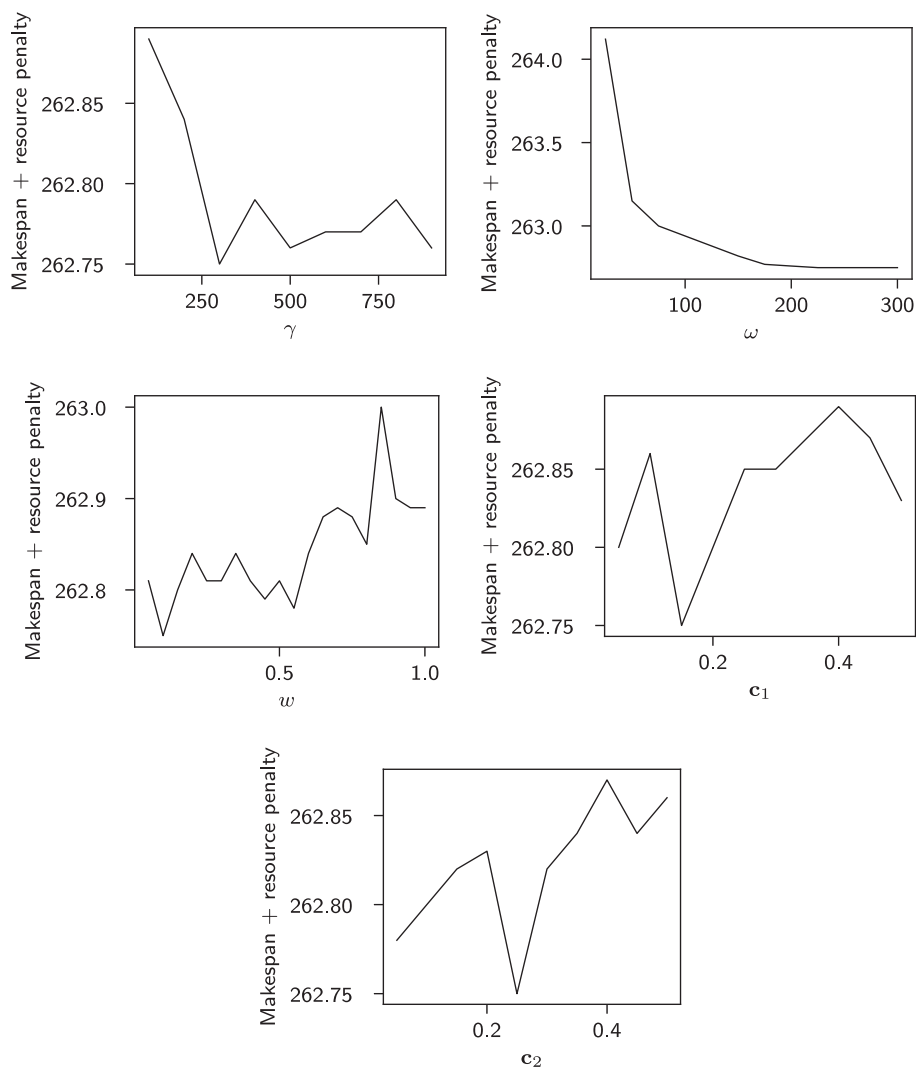 Makespan + resource penalty
262.85
262.80
262.75
250
500
750
γ
Makespan + resource penalty
264.0
263.5
263.0
100
200
300
ω
Makespan + resource penalty
263.0
262.9
262.8
0.5
1.0
w
Makespan + resource penalty
262.85
262.80
262.75
0.2
0.4
c₁
Makespan + resource penalty
262.85
262.80
262.75
0.2
0.4
c₂